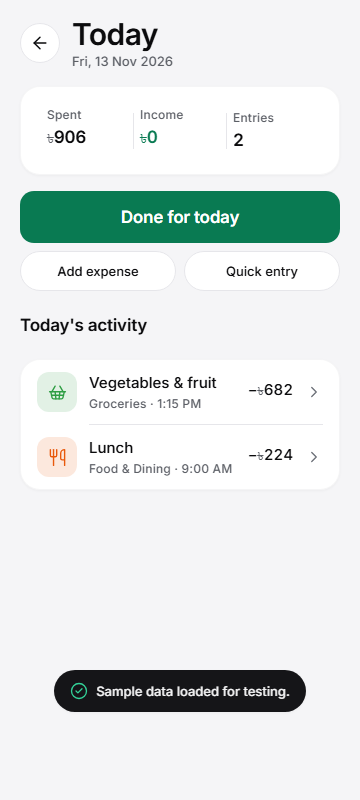 Today
Fri, 13 Nov 2026
Spent
Income
Entries
৳906
৳0
2
Done for today
Add expense
Quick entry
Today's activity
Vegetables & fruit
−৳682
Groceries · 1:15 PM
Lunch
−৳224
Food & Dining · 9:00 AM
Sample data loaded for testing.